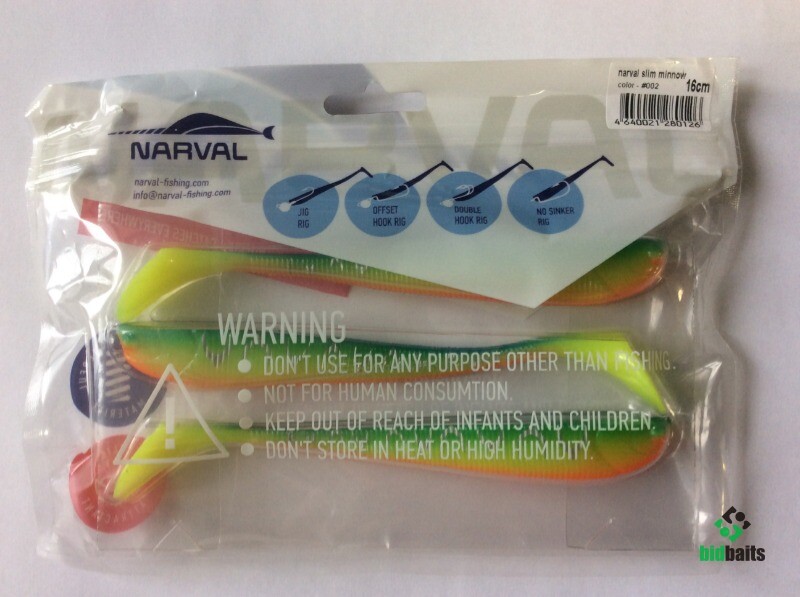 narval slim minnow
color - #002 16cm
4 640021 280126
NARVAL
narval-fishing.com
info@narval-fishing.com
JIG
RIG
OFFSET
HOOK RIG
DOUBLE
HOOK RIG
NO SINKER
RIG
WARNING
DON'T USE FOR ANY PURPOSE OTHER THAN FISHING.
NOT FOR HUMAN CONSUMTION.
KEEP OUT OF REACH OF INFANTS AND CHILDREN.
DON'T STORE IN HEAT OR HIGH HUMIDITY.
bidbaits